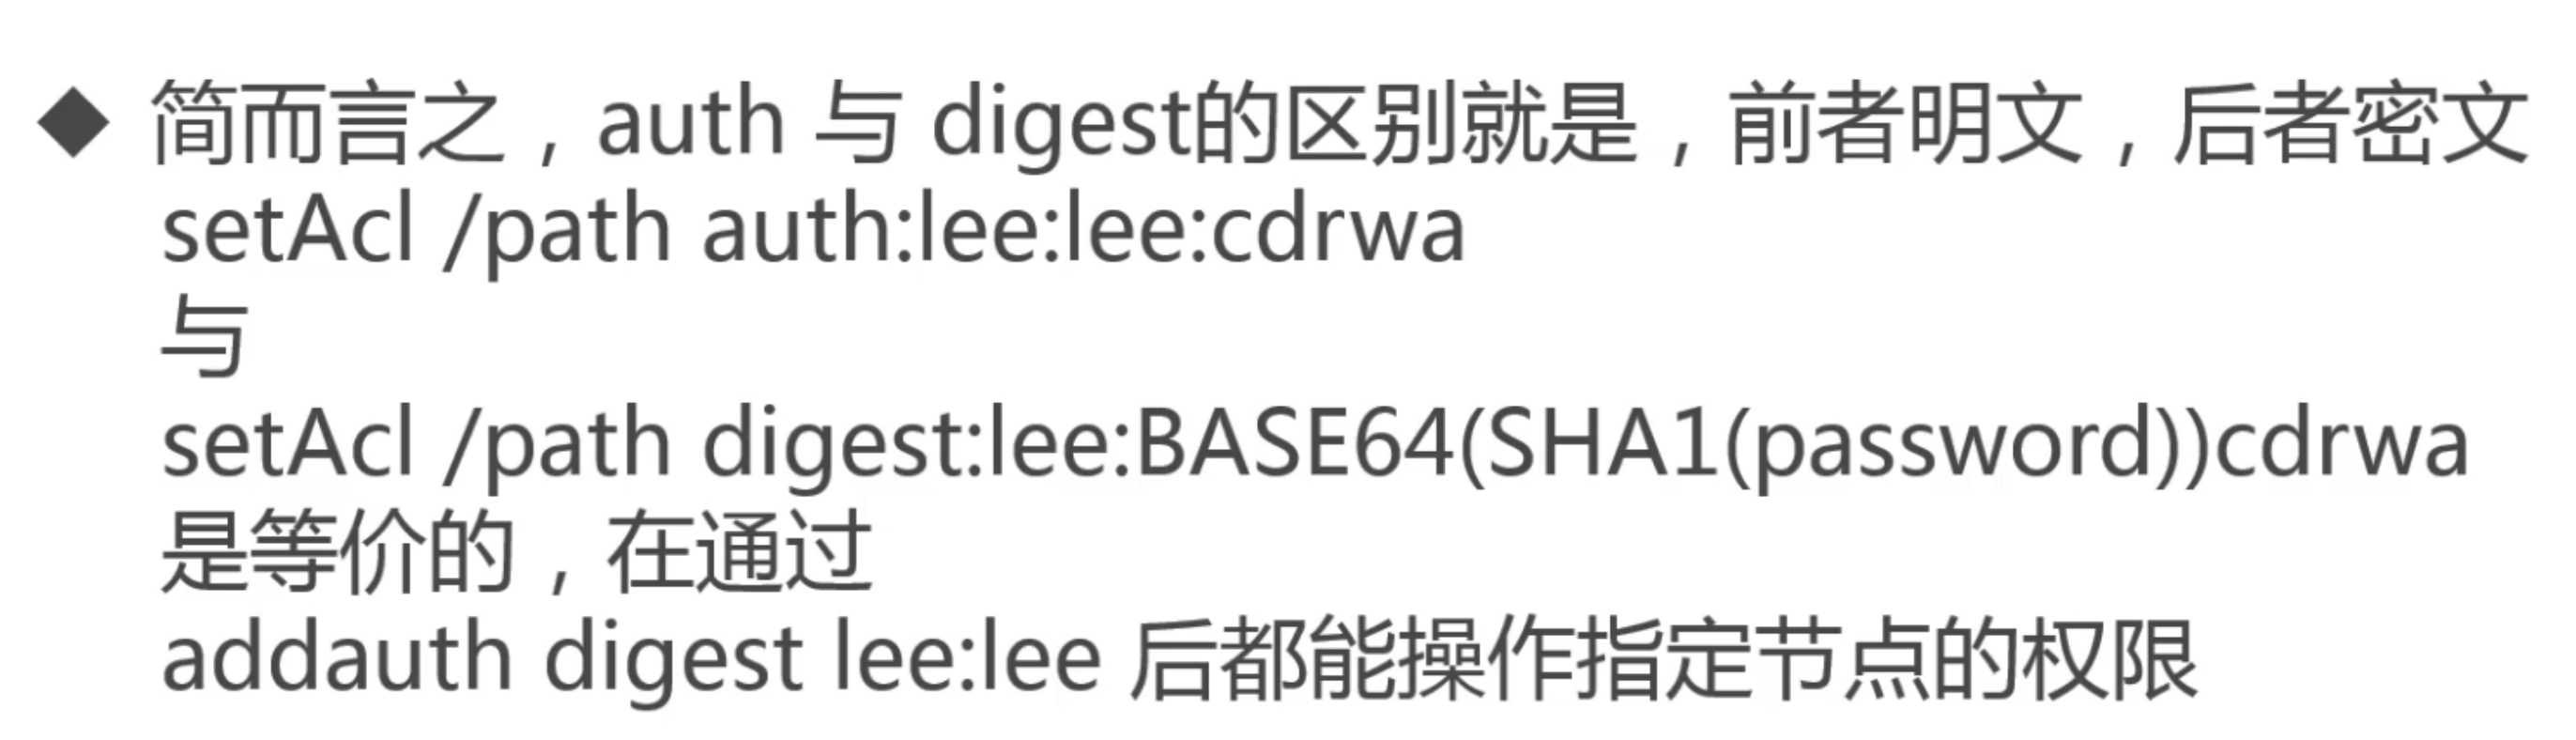 ◆ 简而言之，auth 与 digest的区别就是，前者明文，后者密文
setAcl /path auth:lee:lee:cdrwa
与
setAcl /path digest:lee:BASE64(SHA1(password))cdrwa
是等价的，在通过
addauth digest lee:lee 后都能操作指定节点的权限